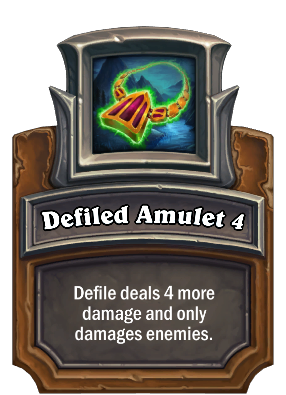 Defiled Amulet 4
Defile deals 4 more
damage and only
damages enemies.